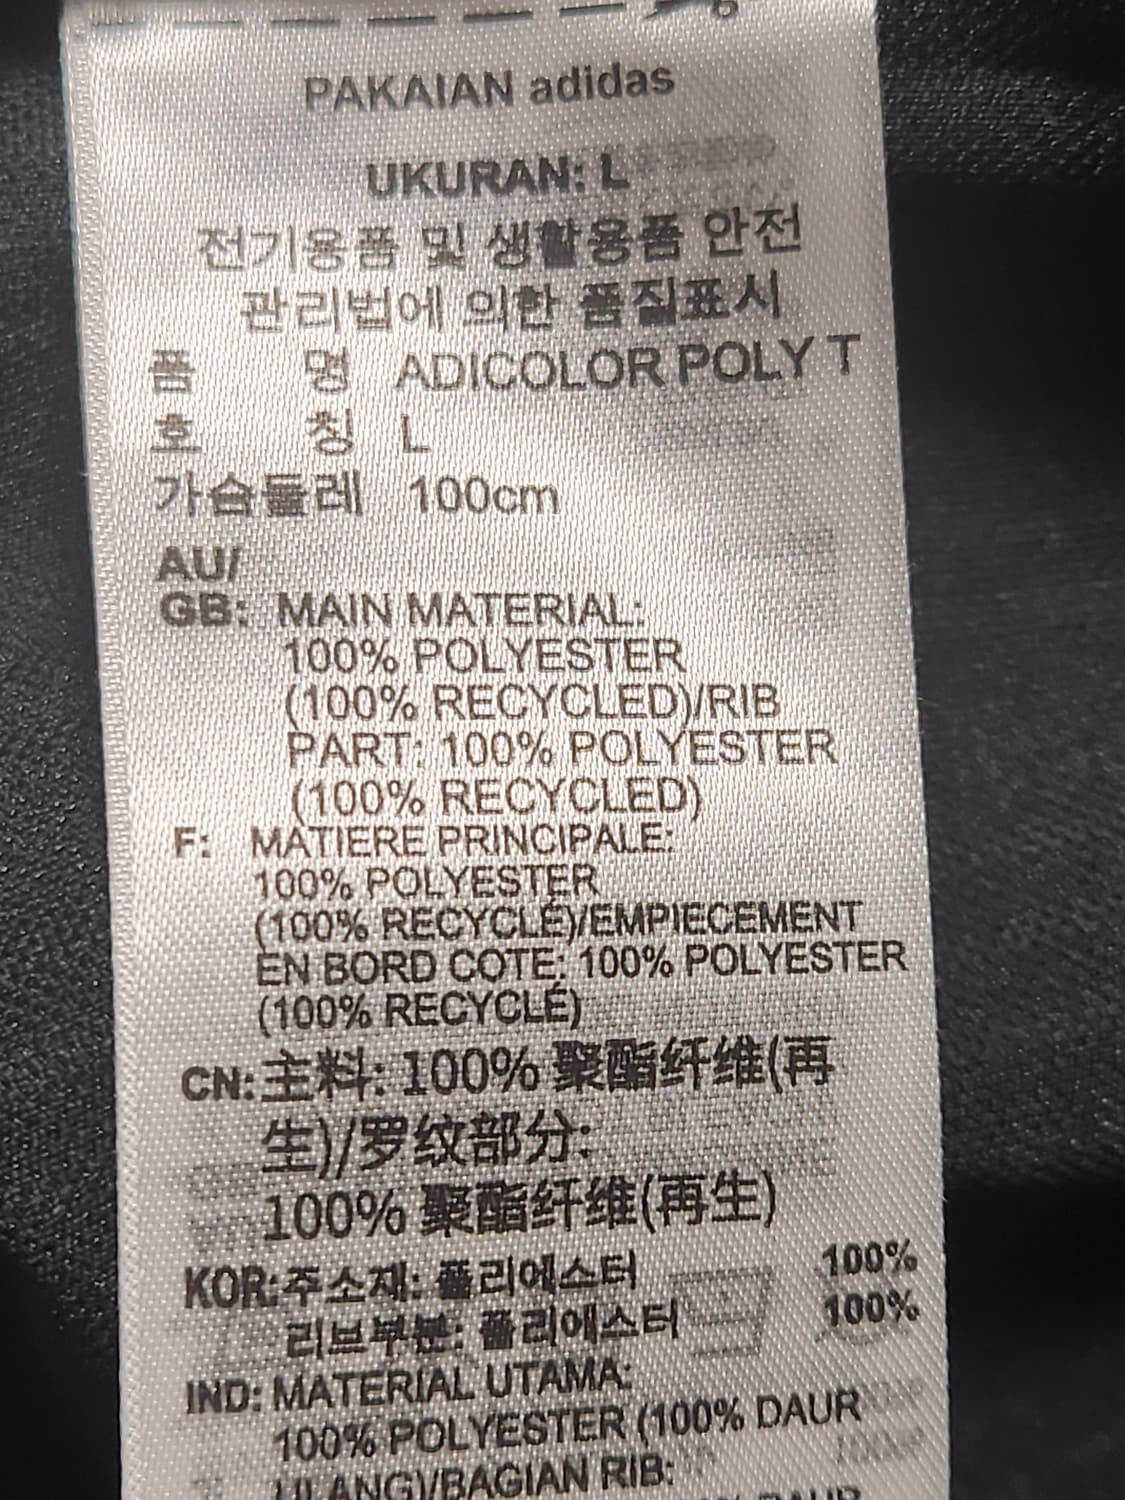 PAKAIAN adidas
UKURAN: L
전기용품 및 생활용품 안전
관리법에 의한 품질표시
품 명 ADICOLOR POLY T
호 칭 L
가슴둘레 100cm
AU/
GB: MAIN MATERIAL:
100% POLYESTER
(100% RECYCLED)/RIB
PART: 100% POLYESTER
(100% RECYCLED)
F: MATIERE PRINCIPALE:
100% POLYESTER
(100% RECYCLÉ)/EMPIECEMENT
EN BORD COTE: 100% POLYESTER
(100% RECYCLÉ)
CN: 主料: 100% 聚酯纤维(再
生)/罗纹部分:
100% 聚酯纤维(再生)
KOR: 주소재: 폴리에스터 100%
리브부분: 폴리에스터 100%
IND: MATERIAL UTAMA:
100% POLYESTER (100% DAUR
ULANG)/BAGIAN RIB:
DAUR